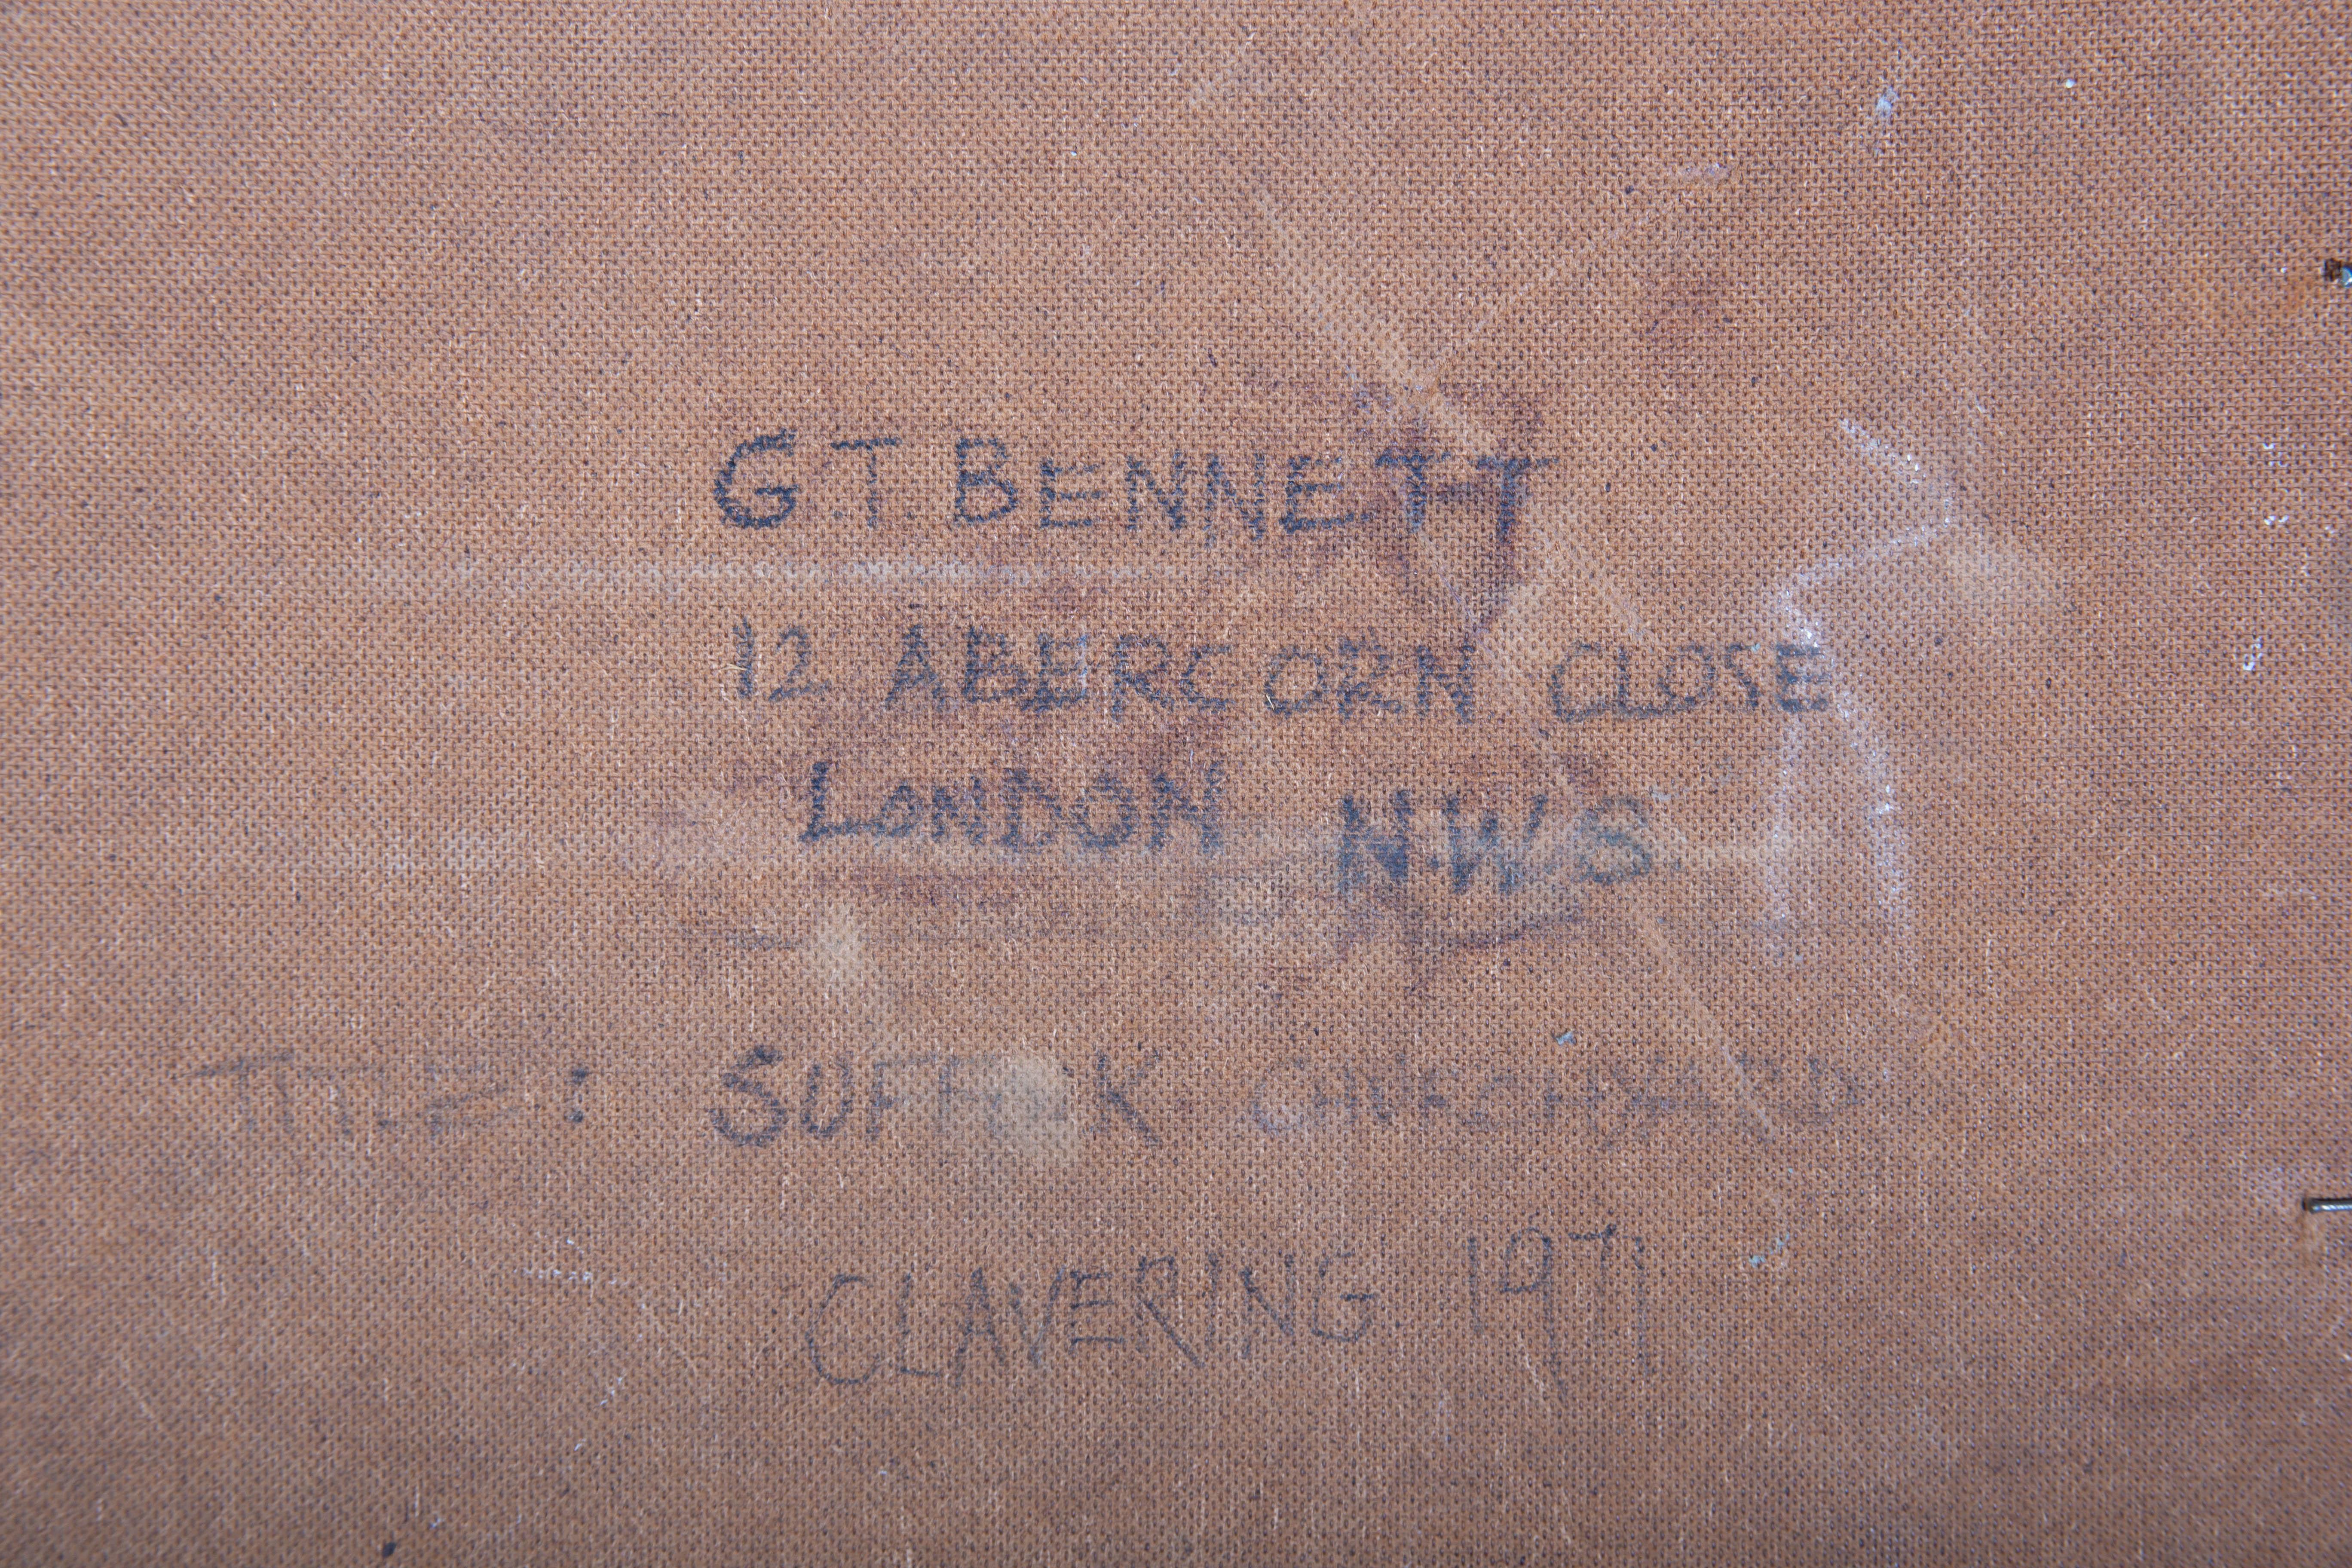 G.T. BENNETT
12 ABERCORN CLOSE
LONDON N.W.8.
TITLE: SUFFOLK CHURCHYARD
CLAVERING 1971